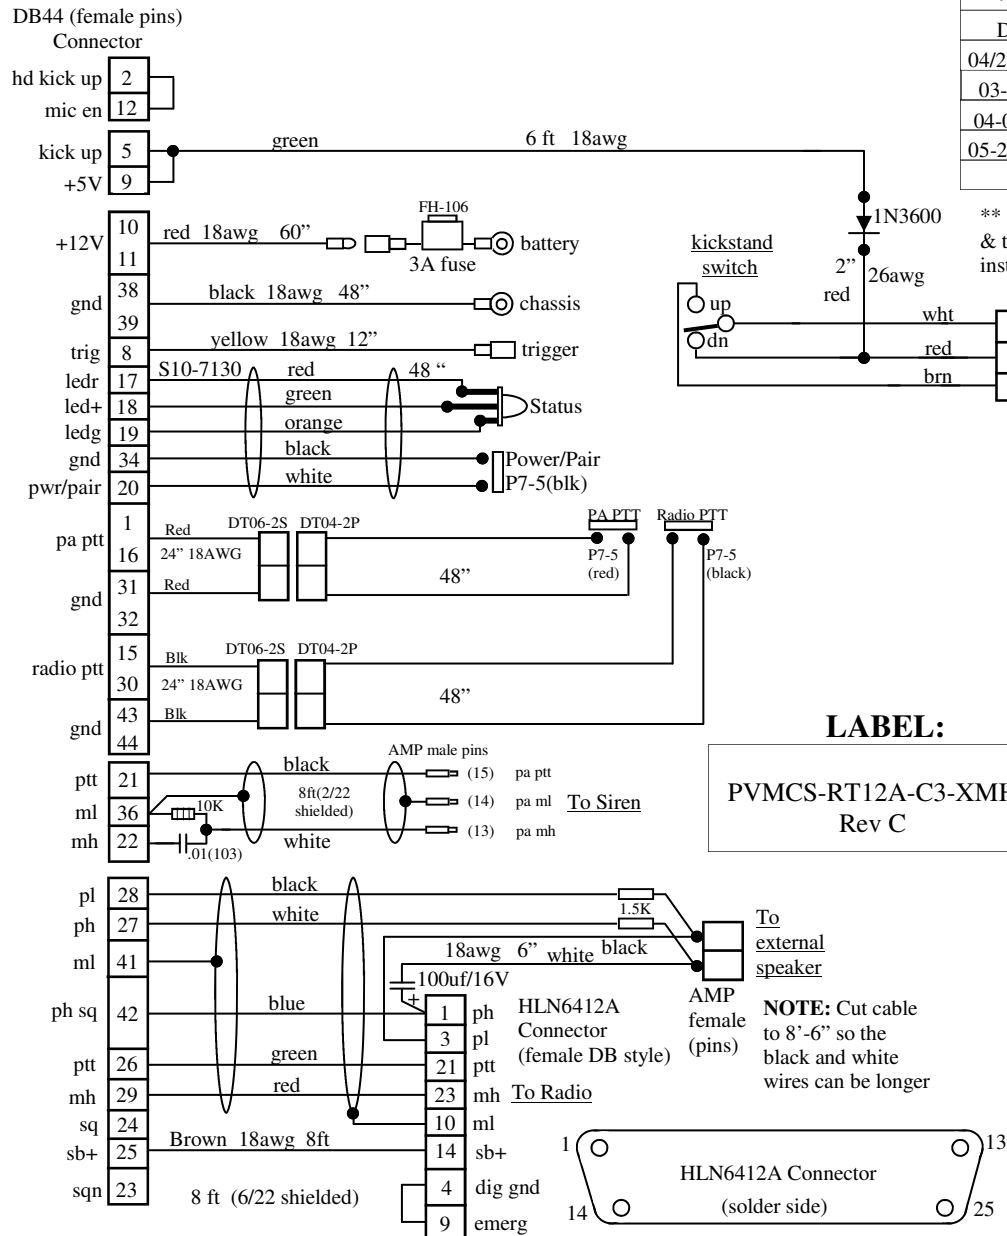 DB44 (female pins)
Connector
hd kick up 2
mic en 12
kick up 5
+5V 9
green 6 ft 18awg
04/2
03-
04-0
05-2
+12V 10 11
red 18awg 60”
FH-106
3A fuse
battery
gnd 38 39
black 18awg 48”
chassis
trig 8
yellow 18awg 12”
trigger
1N3600
2” 26awg
red
**
& t
inst
kickstand
switch
up
dn
wht
red
brn
ledr 17 S10-7130 red 48 “
led+ 18 green
ledg 19 orange
Status
gnd 34 black
pwr/pair 20 white
Power/Pair
P7-5(blk)
pa ptt 1 16
Red
24” 18AWG
gnd 31 32
Red
DT06-2S DT04-2P
48”
PA PTT Radio PTT
P7-5
(red)
P7-5
(black)
radio ptt 15 30
Blk
24” 18AWG
gnd 43 44
Blk
DT06-2S DT04-2P
48”
LABEL:
PVMCS-RT12A-C3-XMH
Rev C
ptt 21
ml 36
mh 22
10K
.01(103)
black
8ft(2/22
shielded)
white
AMP male pins
(15) pa ptt
(14) pa ml
(13) pa mh
To Siren
pl 28 black
ph 27 white
ml 41
ph sq 42 blue
ptt 26 green
mh 29 red
sq 24
sb+ 25 Brown 18awg 8ft
sqn 23
8 ft (6/22 shielded)
1.5K
18awg 6” white black
100uf/16V
+
To
external
speaker
AMP
female
(pins)
1 ph
3 pl
21 ptt
23 mh
10 ml
14 sb+
4 dig gnd
9 emerg
HLN6412A
Connector
(female DB style)
To Radio
NOTE: Cut cable
to 8’-6” so the
black and white
wires can be longer
1 13
HLN6412A Connector
(solder side)
14 25